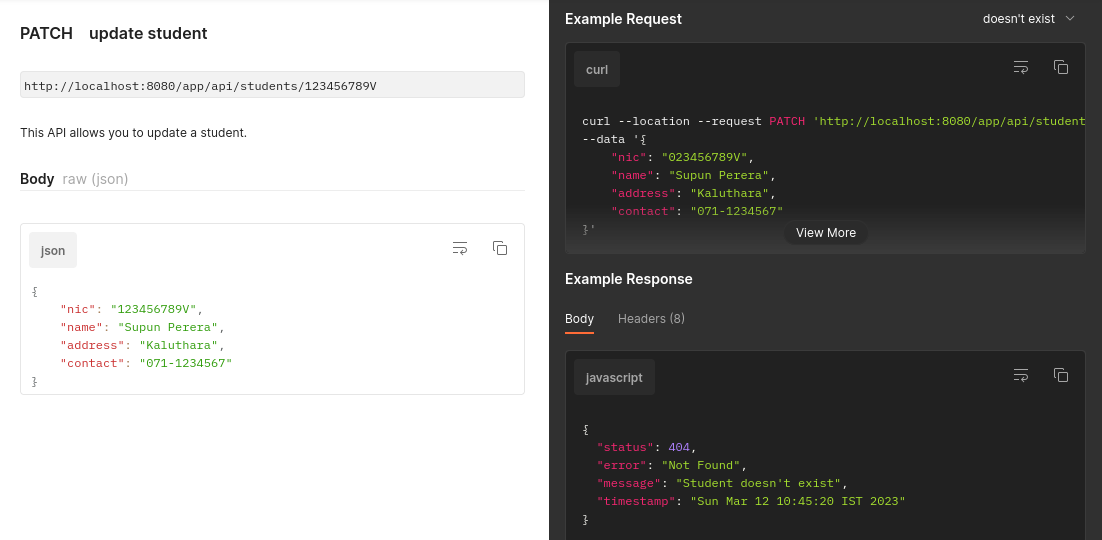 PATCH update student
http://localhost:8080/app/api/students/123456789V
This API allows you to update a student.
Body raw (json)
json
{
"nic": "123456789V",
"name": "Supun Perera",
"address": "Kaluthara",
"contact": "071-1234567"
}
Example Request
doesn't exist
curl
curl --location --request PATCH 'http://localhost:8080/app/api/student
--data '{
"nic": "023456789V",
"name": "Supun Perera",
"address": "Kaluthara",
"contact": "071-1234567"
}'
View More
Example Response
Body Headers (8)
javascript
{
"status": 404,
"error": "Not Found",
"message": "Student doesn't exist",
"timestamp": "Sun Mar 12 10:45:20 IST 2023"
}